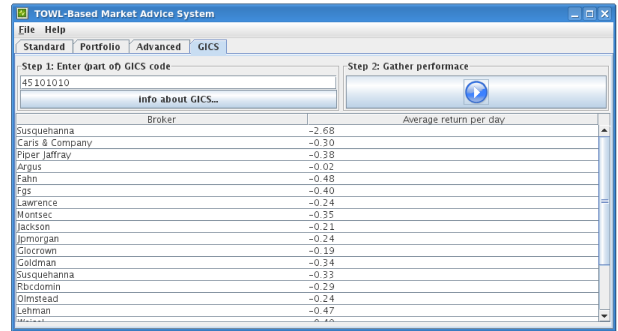 TOWL-Based Market Advice System
File Help
Standard Portfolio Advanced GICS
Step 1: Enter (part of) GICS code
45101010
info about GICS...
Step 2: Gather performace
Broker Average return per day
Susquehanna -2.68
Caris & Company -0.30
Piper Jaffray -0.38
Argus -0.02
Fahn -0.48
Fgs -0.40
Lawrence -0.24
Montsec -0.35
Jackson -0.21
Jpmorgan -0.24
Glocrown -0.19
Goldman -0.34
Susquehanna -0.33
Rbcdomin -0.29
Olmstead -0.24
Lehman -0.47